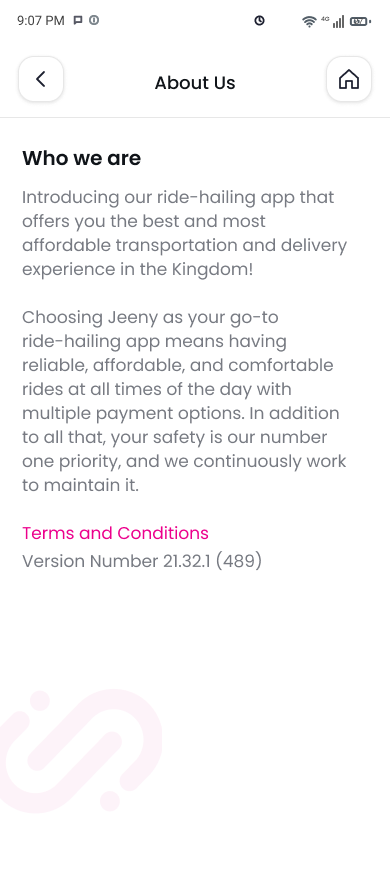 9:07 PM
4G
About Us
Who we are
Introducing our ride-hailing app that
offers you the best and most
affordable transportation and delivery
experience in the Kingdom!
Choosing Jeeny as your go-to
ride-hailing app means having
reliable, affordable, and comfortable
rides at all times of the day with
multiple payment options. In addition
to all that, your safety is our number
one priority, and we continuously work
to maintain it.
Terms and Conditions
Version Number 21.32.1 (489)